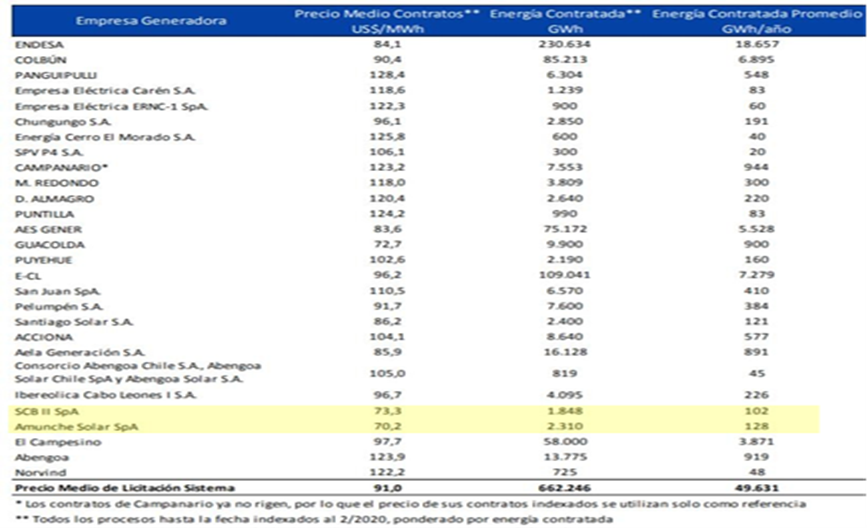 Empresa Generadora Precio Medio Contratos** Energía Contratada** Energía Contratada Promedio
US$/MWh GWh GWh/año
ENDESA 84,1 230.634 18.657
COLBÚN 90,4 85.213 6.895
PANGUIPULLI 128,4 6.304 548
Empresa Eléctrica Carén S.A. 118,6 1.239 83
Empresa Eléctrica ERNC-1 SpA. 122,3 900 60
Chungungo S.A. 96,1 2.850 191
Energía Cerro El Morado S.A. 125,8 600 40
SPV P4 S.A. 106,1 300 20
CAMPANARIO* 123,2 7.553 944
M. REDONDO 118,0 3.809 300
D. ALMAGRO 120,4 2.640 220
PUNTILLA 124,2 990 83
AES GENER 83,6 75.172 5.528
GUACOLDA 72,7 9.900 900
PUYEHUE 102,6 2.190 160
E-CL 96,2 109.041 7.279
San Juan SpA. 110,5 6.570 410
Pelumpén S.A. 91,7 7.600 384
Santiago Solar S.A. 86,2 2.400 121
ACCIONA 104,1 8.640 577
Aela Generación S.A. 85,9 16.128 891
Consorcio Abengoa Chile S.A., Abengoa
Solar Chile SpA y Abengoa Solar S.A. 105,0 819 45
Ibereolica Cabo Leones I S.A. 96,7 4.095 226
SCB II SpA 73,3 1.848 102
Amunche Solar SpA 70,2 2.310 128
El Campesino 97,7 58.000 3.871
Abengoa 123,9 13.775 919
Norvind 122,2 725 48
Precio Medio de Licitación Sistema 91,0 662.246 49.631
* Los contratos de Campanario ya no rigen, por lo que el precio de sus contratos indexados se utilizan solo como referencia
** Todos los procesos hasta la fecha indexados al 2/2020, ponderado por energía contratada